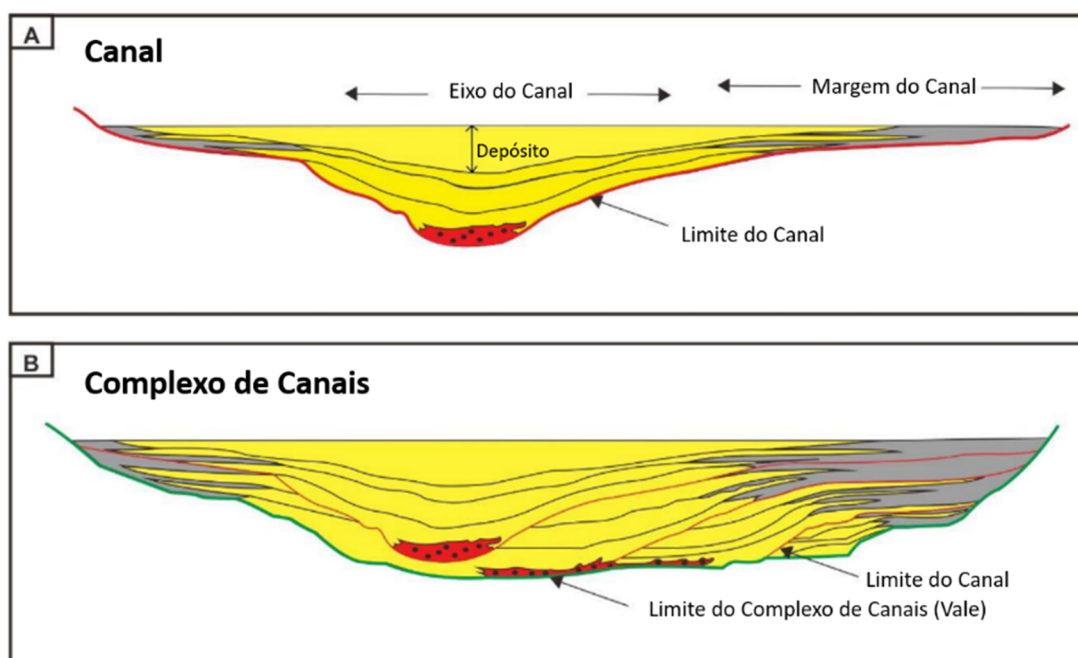 A
Canal
Eixo do Canal
Margem do Canal
Depósito
Limite do Canal
B
Complexo de Canais
Limite do Canal
Limite do Complexo de Canais (Vale)